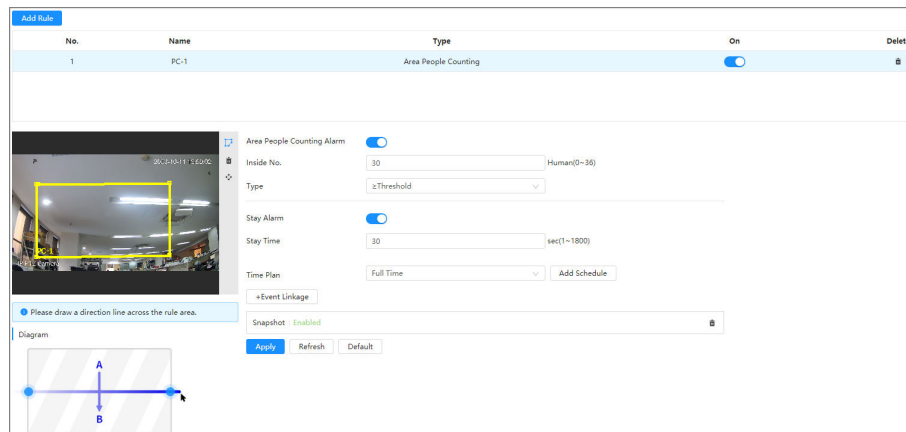 Add Rule
No. Name Type On Delet
1 PC-1 Area People Counting
Area People Counting Alarm
Inside No. 30 Human(0~36)
Type ≥Threshold
Stay Alarm
Stay Time 30 sec(1~1800)
Time Plan Full Time Add Schedule
+Event Linkage
Snapshot Enabled
Apply Refresh Default
PC-1
Please draw a direction line across the rule area.
Diagram
A
B